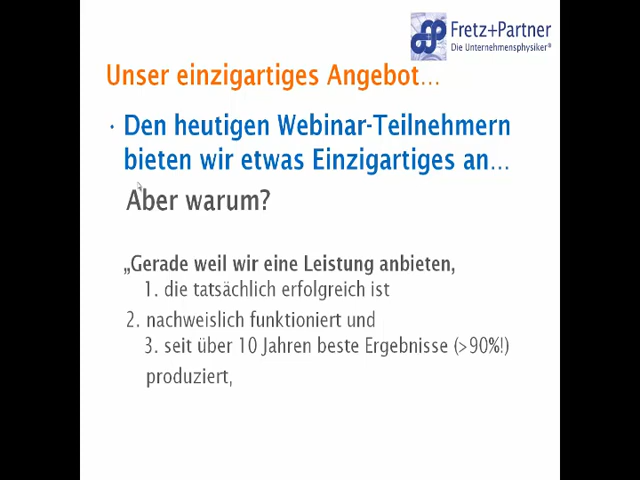 Fretz+Partner
Die Unternehmensphysiker®
Unser einzigartiges Angebot...
· Den heutigen Webinar-Teilnehmern
bieten wir etwas Einzigartiges an...
Aber warum?
„Gerade weil wir eine Leistung anbieten,
1. die tatsächlich erfolgreich ist
2. nachweislich funktioniert und
3. seit über 10 Jahren beste Ergebnisse (>90%!)
produziert,